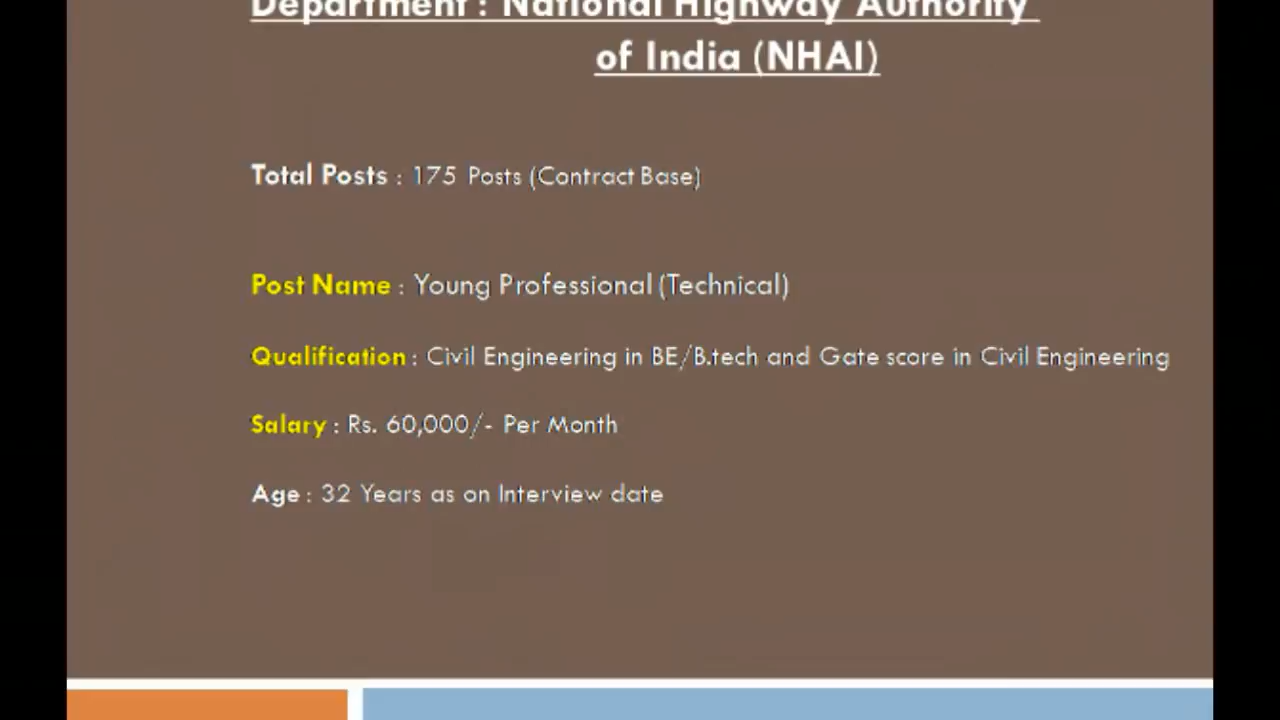 Department : National Highway Authority
of India (NHAI)
Total Posts : 175 Posts (Contract Base)
Post Name : Young Professional (Technical)
Qualification : Civil Engineering in BE/B.tech and Gate score in Civil Engineering
Salary : Rs. 60,000/- Per Month
Age : 32 Years as on Interview date